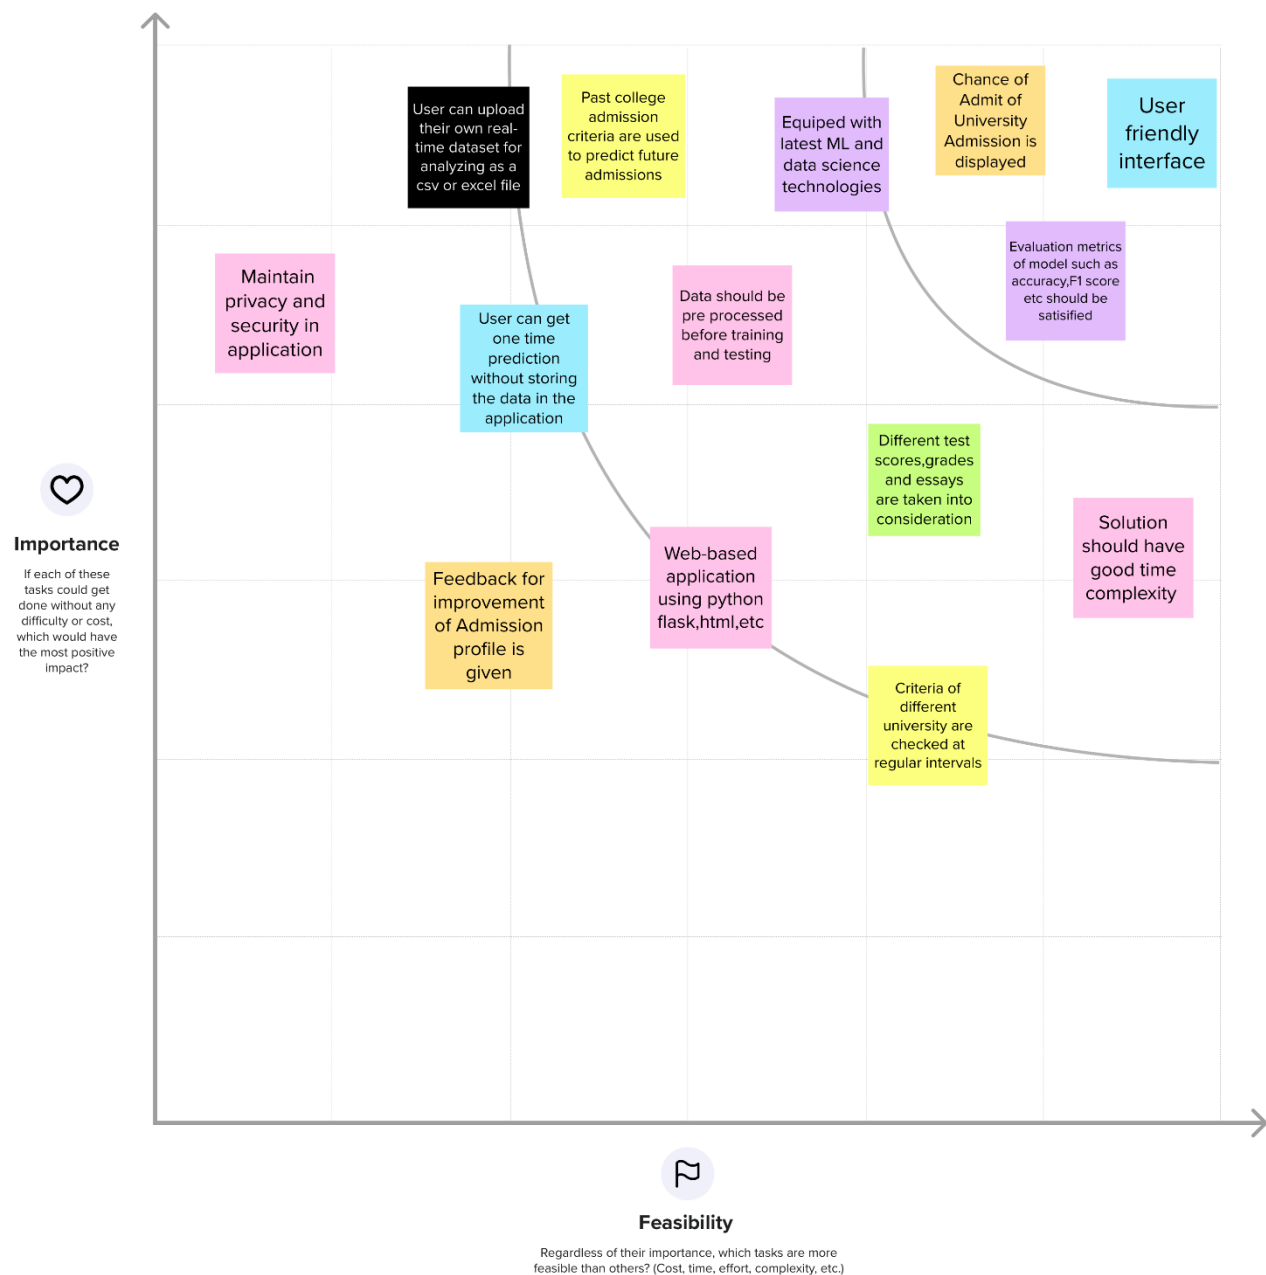 User can upload
their own real-
time dataset for
analyzing as a
csv or excel file
Past college
admission
criteria are used
to predict future
admissions
Equiped with
latest ML and
data science
technologies
Chance of
Admit of
University
Admission is
displayed
User
friendly
interface
Maintain
privacy and
security in
application
User can get
one time
prediction
without storing
the data in the
application
Data should be
pre processed
before training
and testing
Evaluation metrics
of model such as
accuracy,F1 score
etc should be
satisified
Different test
scores,grades
and essays
are taken into
consideration
Solution
should have
good time
complexity
Web-based
application
using python
flask,html,etc
Feedback for
improvement
of Admission
profile is
given
Criteria of
different
university are
checked at
regular intervals
Importance
If each of these
tasks could get
done without any
difficulty or cost,
which would have
the most positive
impact?
Feasibility
Regardless of their importance, which tasks are more
feasible than others? (Cost, time, effort, complexity, etc.)